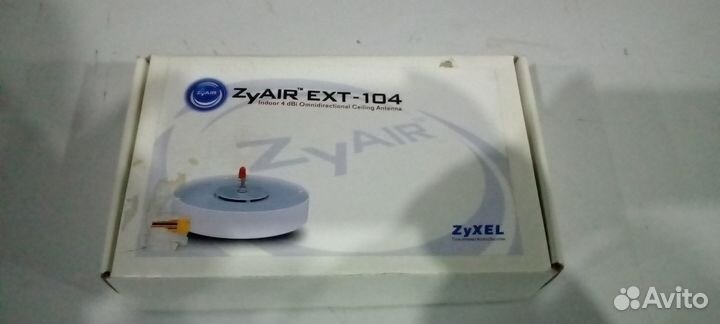 ZyAIR
ZyAIR™ EXT-104
Indoor 4 dBi Omnidirectional Ceiling Antenna
ZyAIR
ZyXEL
Avito